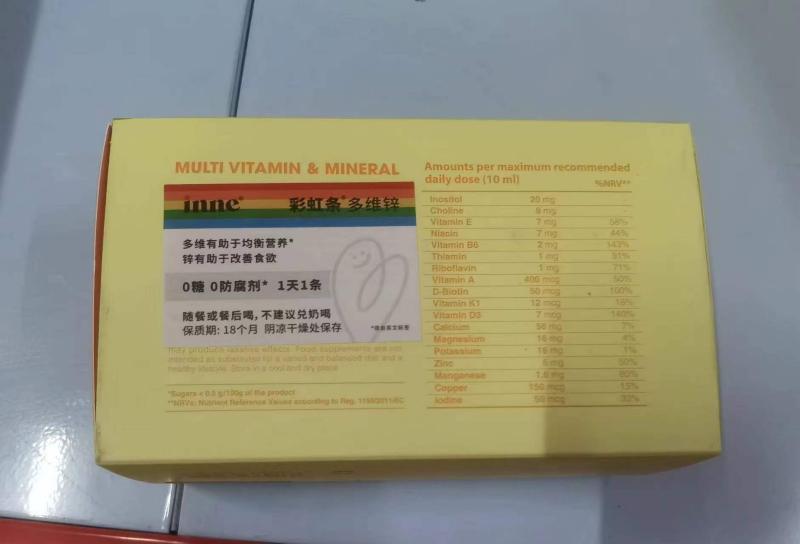 MULTI VITAMIN & MINERAL
inne®
彩虹条®多维锌
多维有助于均衡营养*
锌有助于改善食欲
0糖 0防腐剂* 1天1条
随餐或餐后喝,不建议兑奶喝
保质期: 18个月 阴凉干燥处保存
may produce laxative effects. Food supplements are not
intended as substitutes for a varied and balanced diet and a
healthy lifestyle. Store in a cool and dry place
*Sugars < 0.5 g/100g of the product
**NRVs: Nutrient Reference Values according to Reg. 1169/2011/EC
Amounts per maximum recommended
daily dose (10 ml) %NRV**
Inositol 20 mg
Choline mg
Vitamin E 7 mg 58%
Niacin 7 mg 44%
Vitamin B6 2 mg 143%
Thiamin 1 mg 91%
Riboflavin 1 mg 71%
Vitamin A 400 mcg 50%
D-Biotin 50 mcg 100%
Vitamin K1 12 mcg 16%
Vitamin D3 7 mcg 140%
Calcium 56 mg 7%
Magnesium 16 mg 4%
Potassium mg 1%
Zinc 5 mg 50%
Manganese 1.6 mg 80%
Copper 150 mcg 15%
Iodine 50 mcg 33%